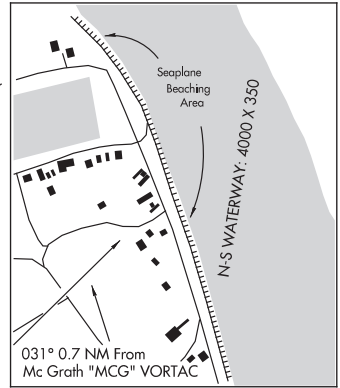 Seaplane
Beaching
Area
N-S WATERWAY: 4000 X 350
031° 0.7 NM From
Mc Grath "MCG" VORTAC